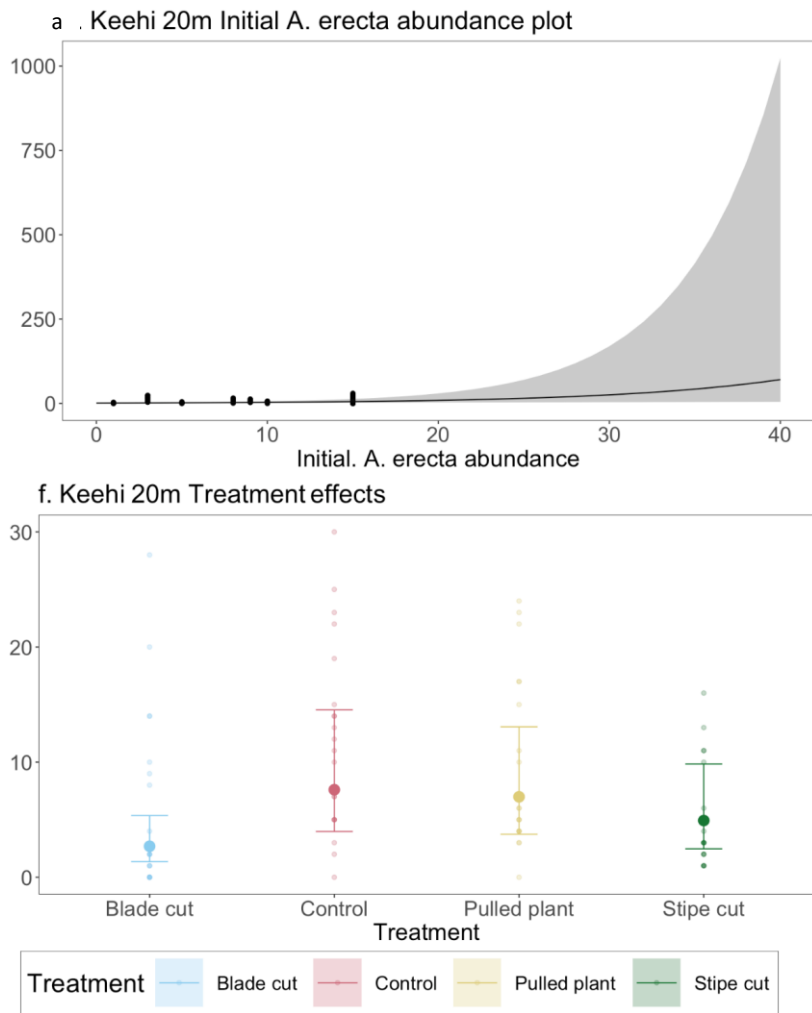 a . Keehi 20m Initial A. erecta abundance plot
1000
750
500
250
0
0 10 20 30 40
Initial. A. erecta abundance
f. Keehi 20m Treatment effects
30
20
10
0
Blade cut Control Pulled plant Stipe cut
Treatment
Treatment Blade cut Control Pulled plant Stipe cut